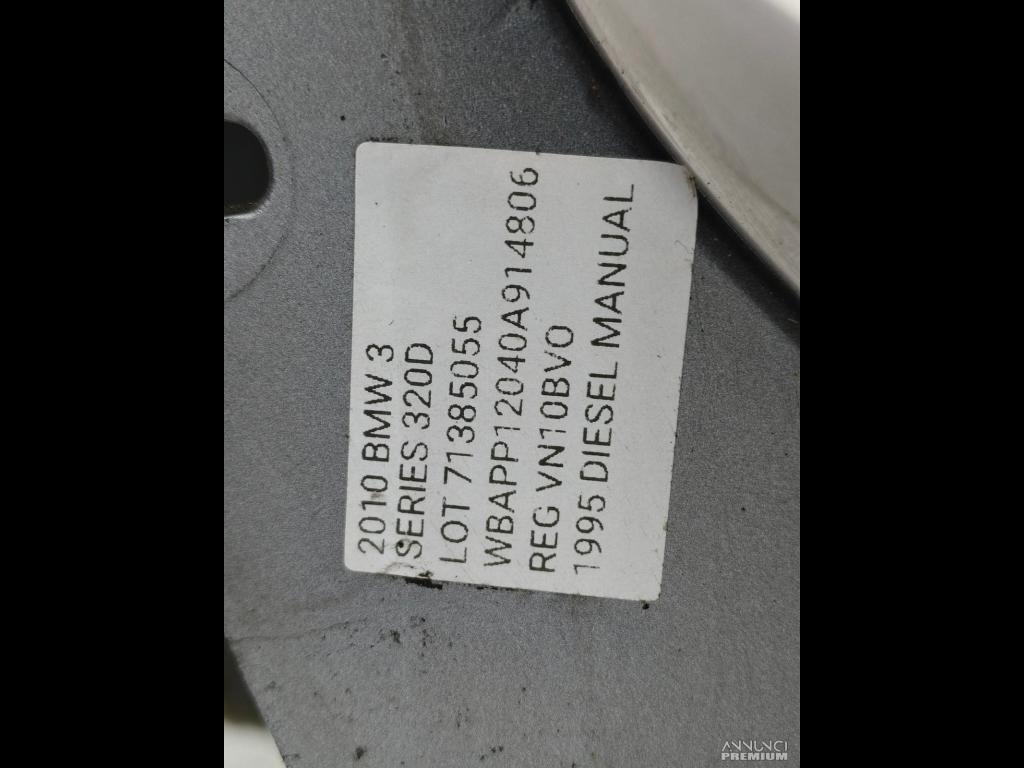 2010 BMW 3
SERIES 320D
LOT 71385055
WBAPP12040A914806
REG VN10BVO
1995 DIESEL MANUAL
ANNUNCI
PREMIUM